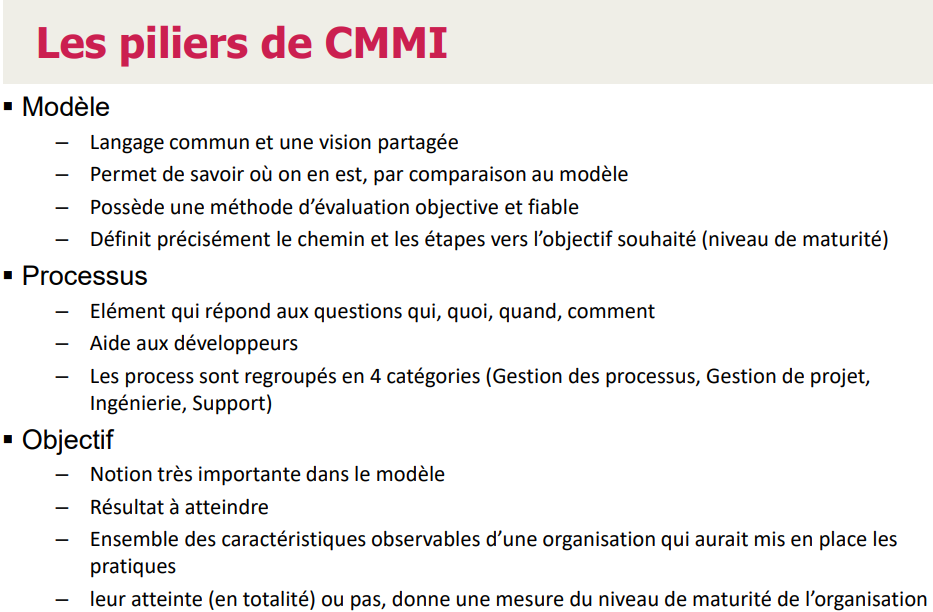 Les piliers de CMMI
▪ Modèle
– Langage commun et une vision partagée
– Permet de savoir où on en est, par comparaison au modèle
– Possède une méthode d’évaluation objective et fiable
– Définit précisément le chemin et les étapes vers l’objectif souhaité (niveau de maturité)
▪ Processus
– Elément qui répond aux questions qui, quoi, quand, comment
– Aide aux développeurs
– Les process sont regroupés en 4 catégories (Gestion des processus, Gestion de projet,
Ingénierie, Support)
▪ Objectif
– Notion très importante dans le modèle
– Résultat à atteindre
– Ensemble des caractéristiques observables d’une organisation qui aurait mis en place les
pratiques
– leur atteinte (en totalité) ou pas, donne une mesure du niveau de maturité de l’organisation